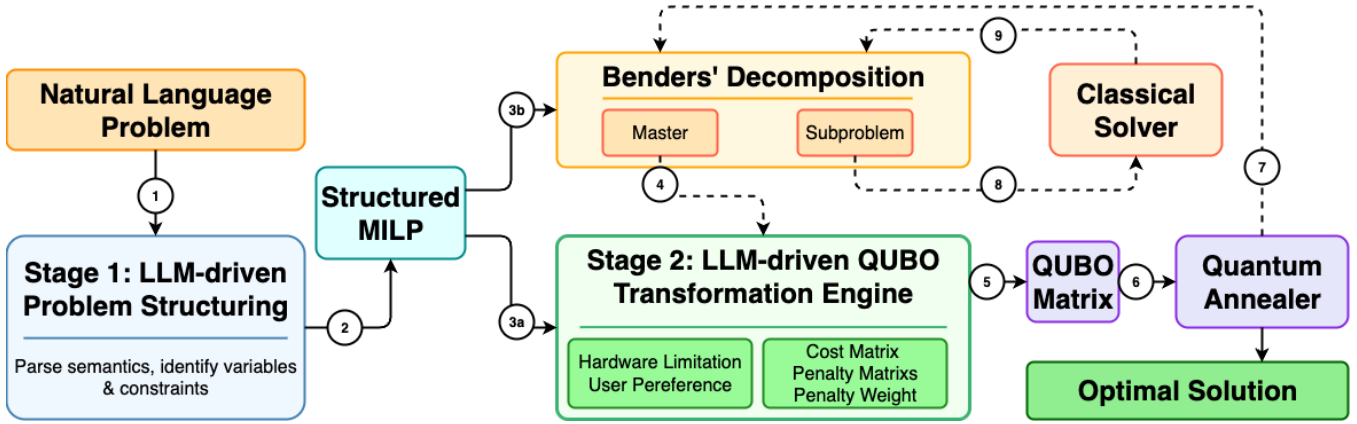 Natural Language
Problem
1
Stage 1: LLM-driven
Problem Structuring
Parse semantics, identify variables
& constraints
2
Structured
MILP
3b
3a
Benders' Decomposition
Master
Subproblem
4
8
9
Classical
Solver
7
Stage 2: LLM-driven QUBO
Transformation Engine
Hardware Limitation
User Pereference
Cost Matrix
Penalty Matrixs
Penalty Weight
5
QUBO
Matrix
6
Quantum
Annealer
Optimal Solution